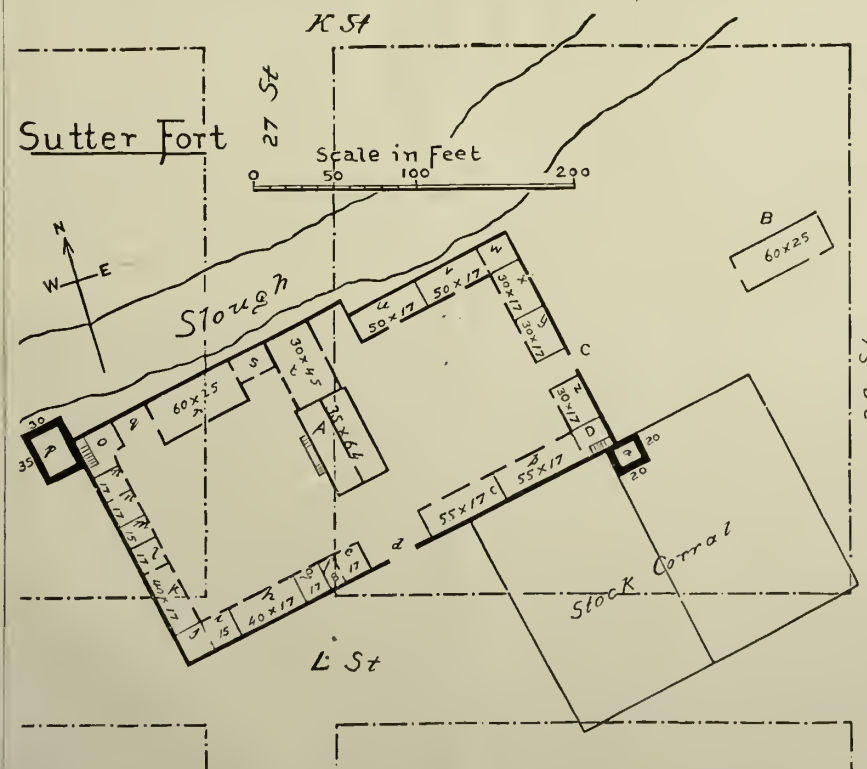 K St
27 St
Sutter Fort
Scale in Feet
0 50 100 200
N
W E
Slough
B
60x25
u
50x17
50x17
x
30x17
y
30x17
C
z
30x17
D
a
20
20
s
t
30x45
60x25
A
35x64
30
35
p
o
q
17
17
15
l
17
k
40x17
J
i
15
h
40x17
g
17
e
17
d
c
55x17
55x17
Stock Corral
L St